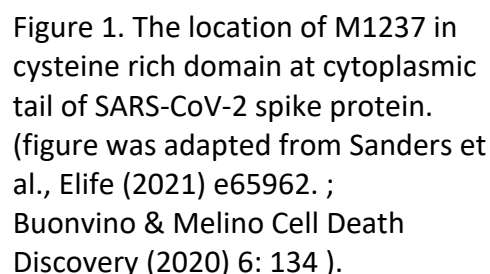 Figure 1. The location of M1237 in
cysteine rich domain at cytoplasmic
tail of SARS-CoV-2 spike protein.
(figure was adapted from Sanders et
al., Elife (2021) e65962. ;
Buonvino & Melino Cell Death
Discovery (2020) 6: 134 ).